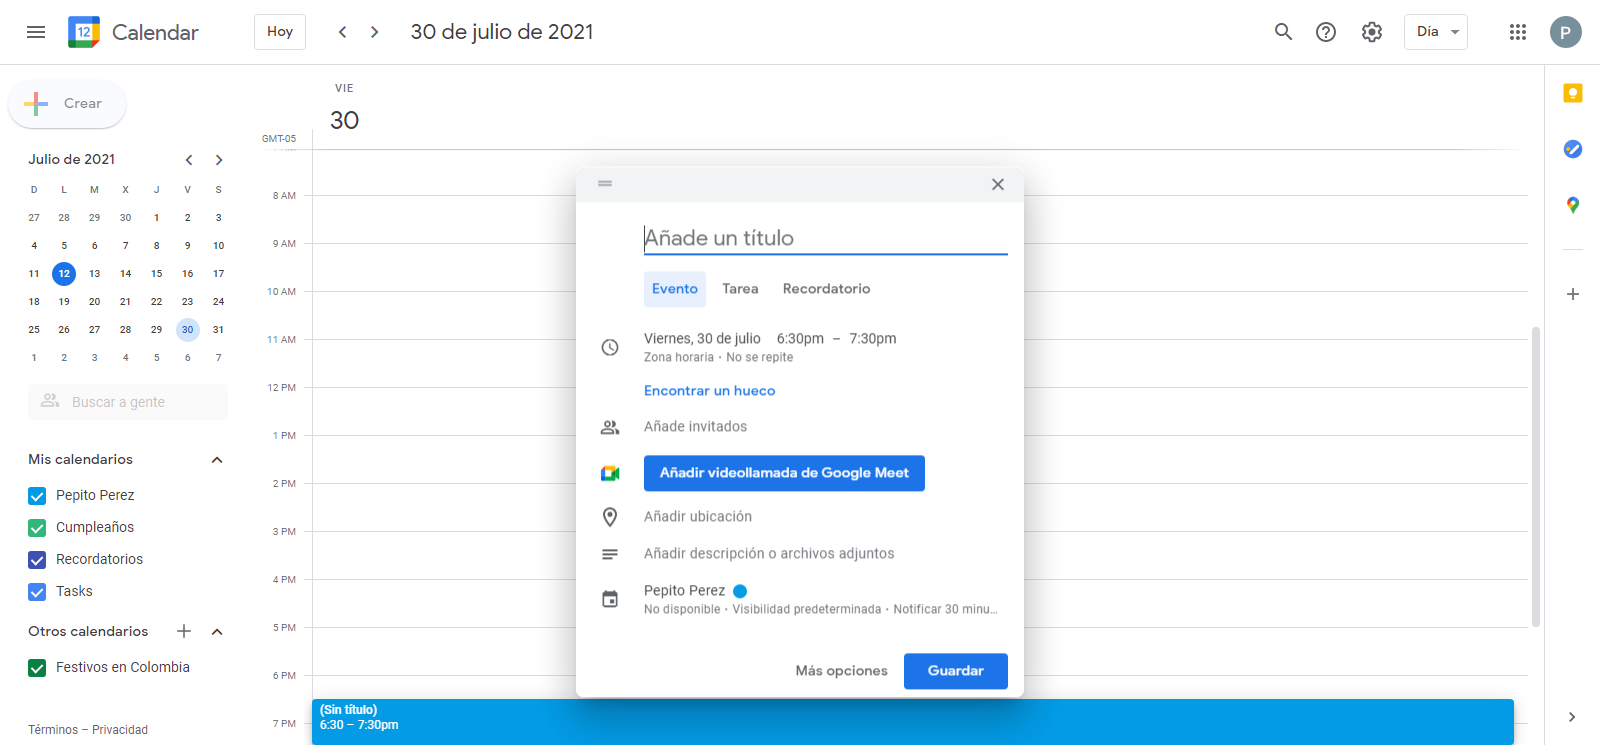 12
Calendar
Hoy
30 de julio de 2021
Día
P
Crear
VIE
30
GMT-05
Julio de 2021
D L M X J V S
27 28 29 30 1 2 3
4 5 6 7 8 9 10
11 12 13 14 15 16 17
18 19 20 21 22 23 24
25 26 27 28 29 30 31
1 2 3 4 5 6 7
Buscar a gente
Mis calendarios
Pepito Perez
Cumpleaños
Recordatorios
Tasks
Otros calendarios
Festivos en Colombia
Términos – Privacidad
8 AM
9 AM
10 AM
11 AM
12 PM
1 PM
2 PM
3 PM
4 PM
5 PM
6 PM
7 PM
Añade un título
Evento Tarea Recordatorio
Viernes, 30 de julio 6:30pm – 7:30pm
Zona horaria · No se repite
Encontrar un hueco
Añade invitados
Añadir videollamada de Google Meet
Añadir ubicación
Añadir descripción o archivos adjuntos
Pepito Perez
No disponible · Visibilidad predeterminada · Notificar 30 minu...
Más opciones Guardar
(Sin título)
6:30 – 7:30pm